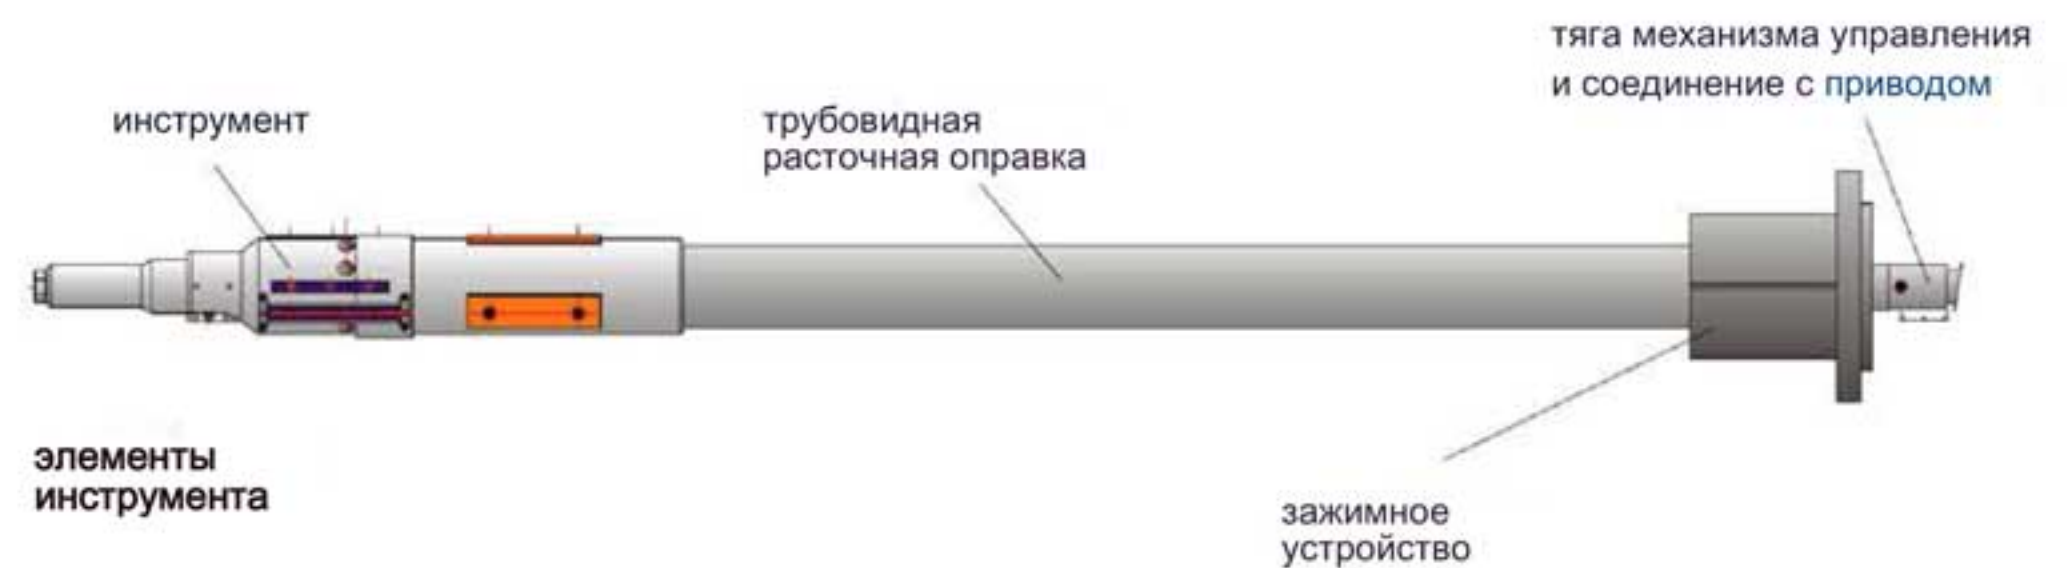 тяга механизма управления
и соединение с приводом
инструмент
трубовидная
расточная оправка
элементы
инструмента
зажимное
устройство